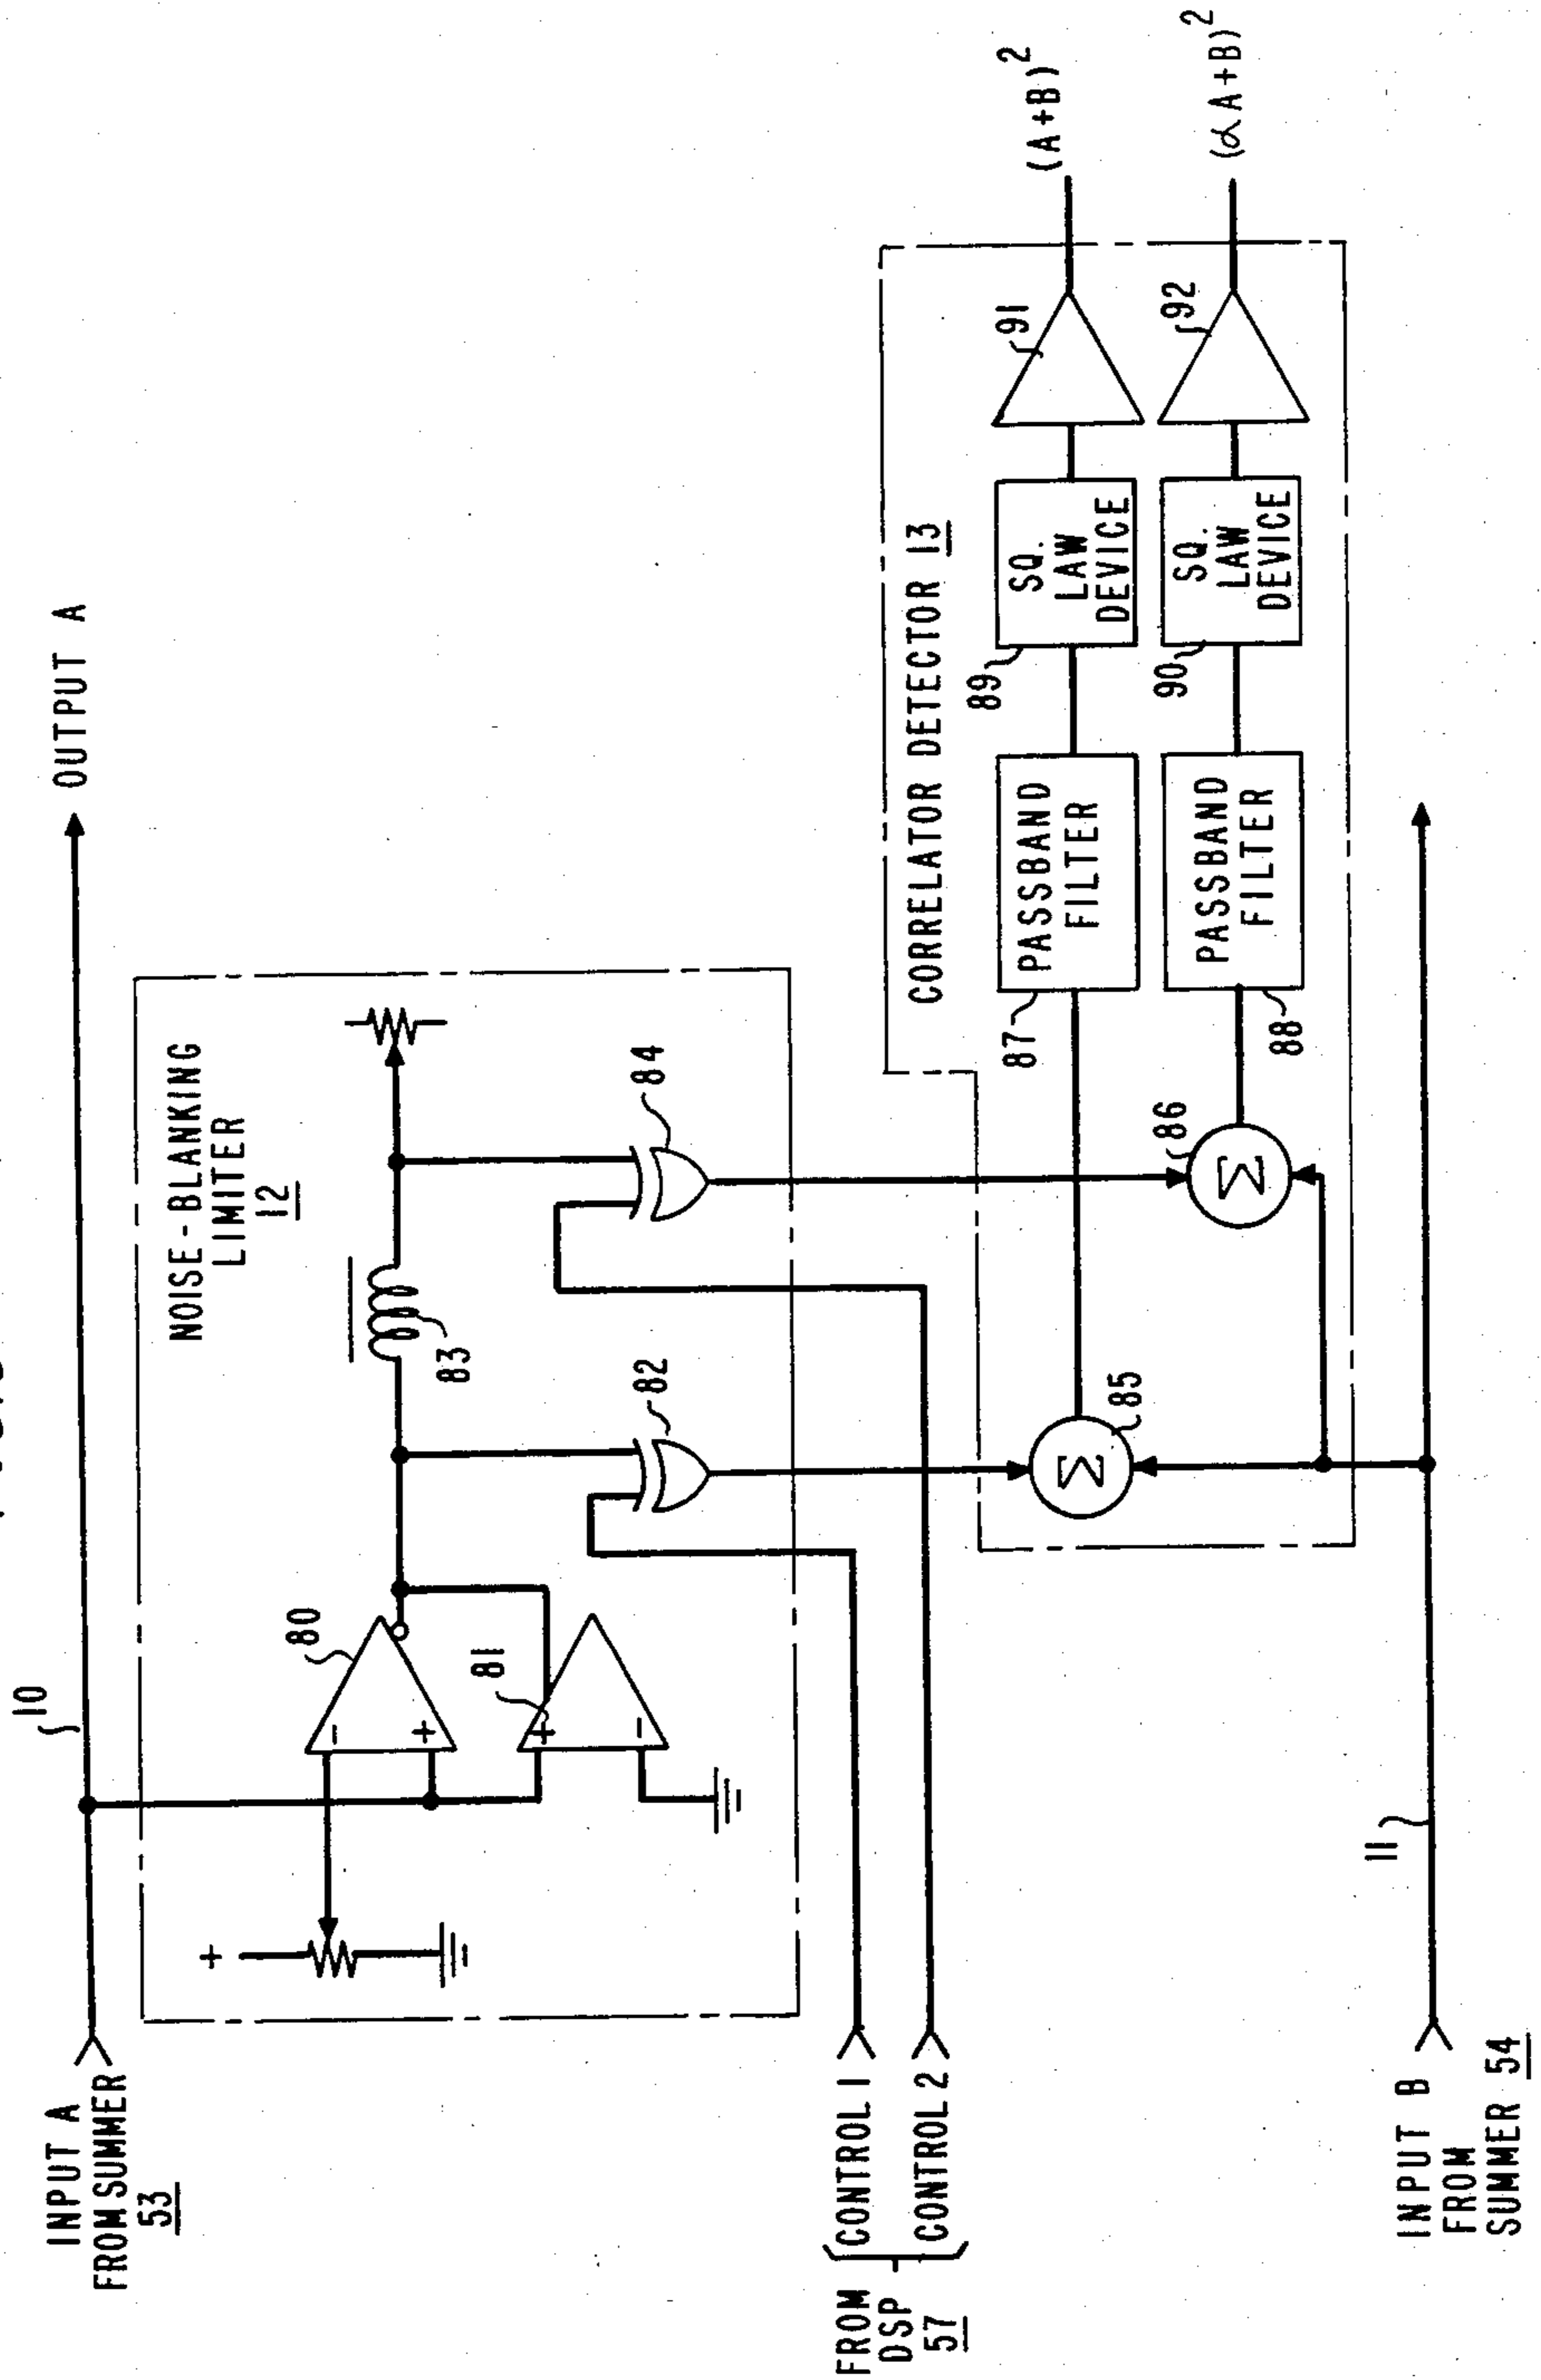 10
INPUT A
FROM SUMMER
53
OUTPUT A
NOISE-BLANKING
LIMITER
12
+
80
-
+
81
+
-
83
82
84
FROM
DSP
57
CONTROL 1
CONTROL 2
CORRELATOR DETECTOR 13
85
Σ
86
Σ
87
PASSBAND
FILTER
88
PASSBAND
FILTER
89
SQ.
LAW
DEVICE
90
SQ.
LAW
DEVICE
91
92
(A+B)²
(αA+B)²
11
INPUT B
FROM
SUMMER 54